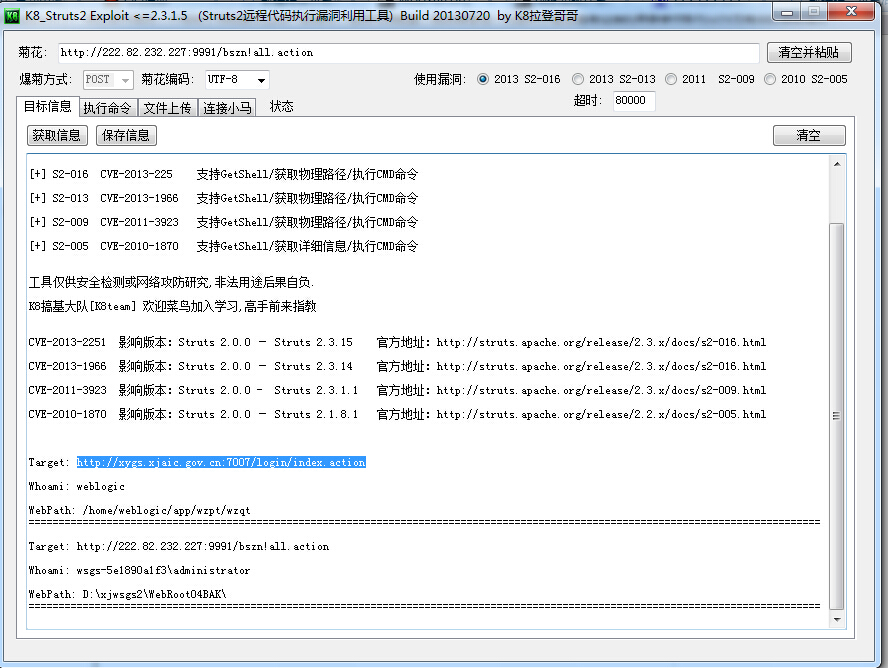 K8_Struts2 Exploit <=2.3.1.5 (Struts2远程代码执行漏洞利用工具) Build 20130720 by K8拉登哥哥
菊花: http://222.82.232.227:9991/bszn!all.action 清空并粘贴
爆菊方式: POST 菊花编码: UTF-8 使用漏洞: 2013 S2-016 2013 S2-013 2011 S2-009 2010 S2-005
目标信息 执行命令 文件上传 连接小马 状态 超时: 80000
获取信息 保存信息 清空
[+] S2-016 CVE-2013-225 支持GetShell/获取物理路径/执行CMD命令
[+] S2-013 CVE-2013-1966 支持GetShell/获取物理路径/执行CMD命令
[+] S2-009 CVE-2011-3923 支持GetShell/获取物理路径/执行CMD命令
[+] S2-005 CVE-2010-1870 支持GetShell/获取详细信息/执行CMD命令
工具仅供安全检测或网络攻防研究,非法用途后果自负.
K8搞基大队[K8team] 欢迎菜鸟加入学习,高手前来指教
CVE-2013-2251 影响版本: Struts 2.0.0 – Struts 2.3.15 官方地址: http://struts.apache.org/release/2.3.x/docs/s2-016.html
CVE-2013-1966 影响版本: Struts 2.0.0 – Struts 2.3.14 官方地址: http://struts.apache.org/release/2.3.x/docs/s2-016.html
CVE-2011-3923 影响版本: Struts 2.0.0 - Struts 2.3.1.1 官方地址: http://struts.apache.org/release/2.3.x/docs/s2-009.html
CVE-2010-1870 影响版本: Struts 2.0.0 – Struts 2.1.8.1 官方地址: http://struts.apache.org/release/2.2.x/docs/s2-005.html
Target: http://xygs.xjaic.gov.cn:7007/login/index.action
Whoami: weblogic
WebPath: /home/weblogic/app/wzpt/wzqt
====================================================================================================
Target: http://222.82.232.227:9991/bszn!all.action
Whoami: wsgs-5e1890a1f3\administrator
WebPath: D:\xjwsgs2\WebRoot04BAK\
====================================================================================================